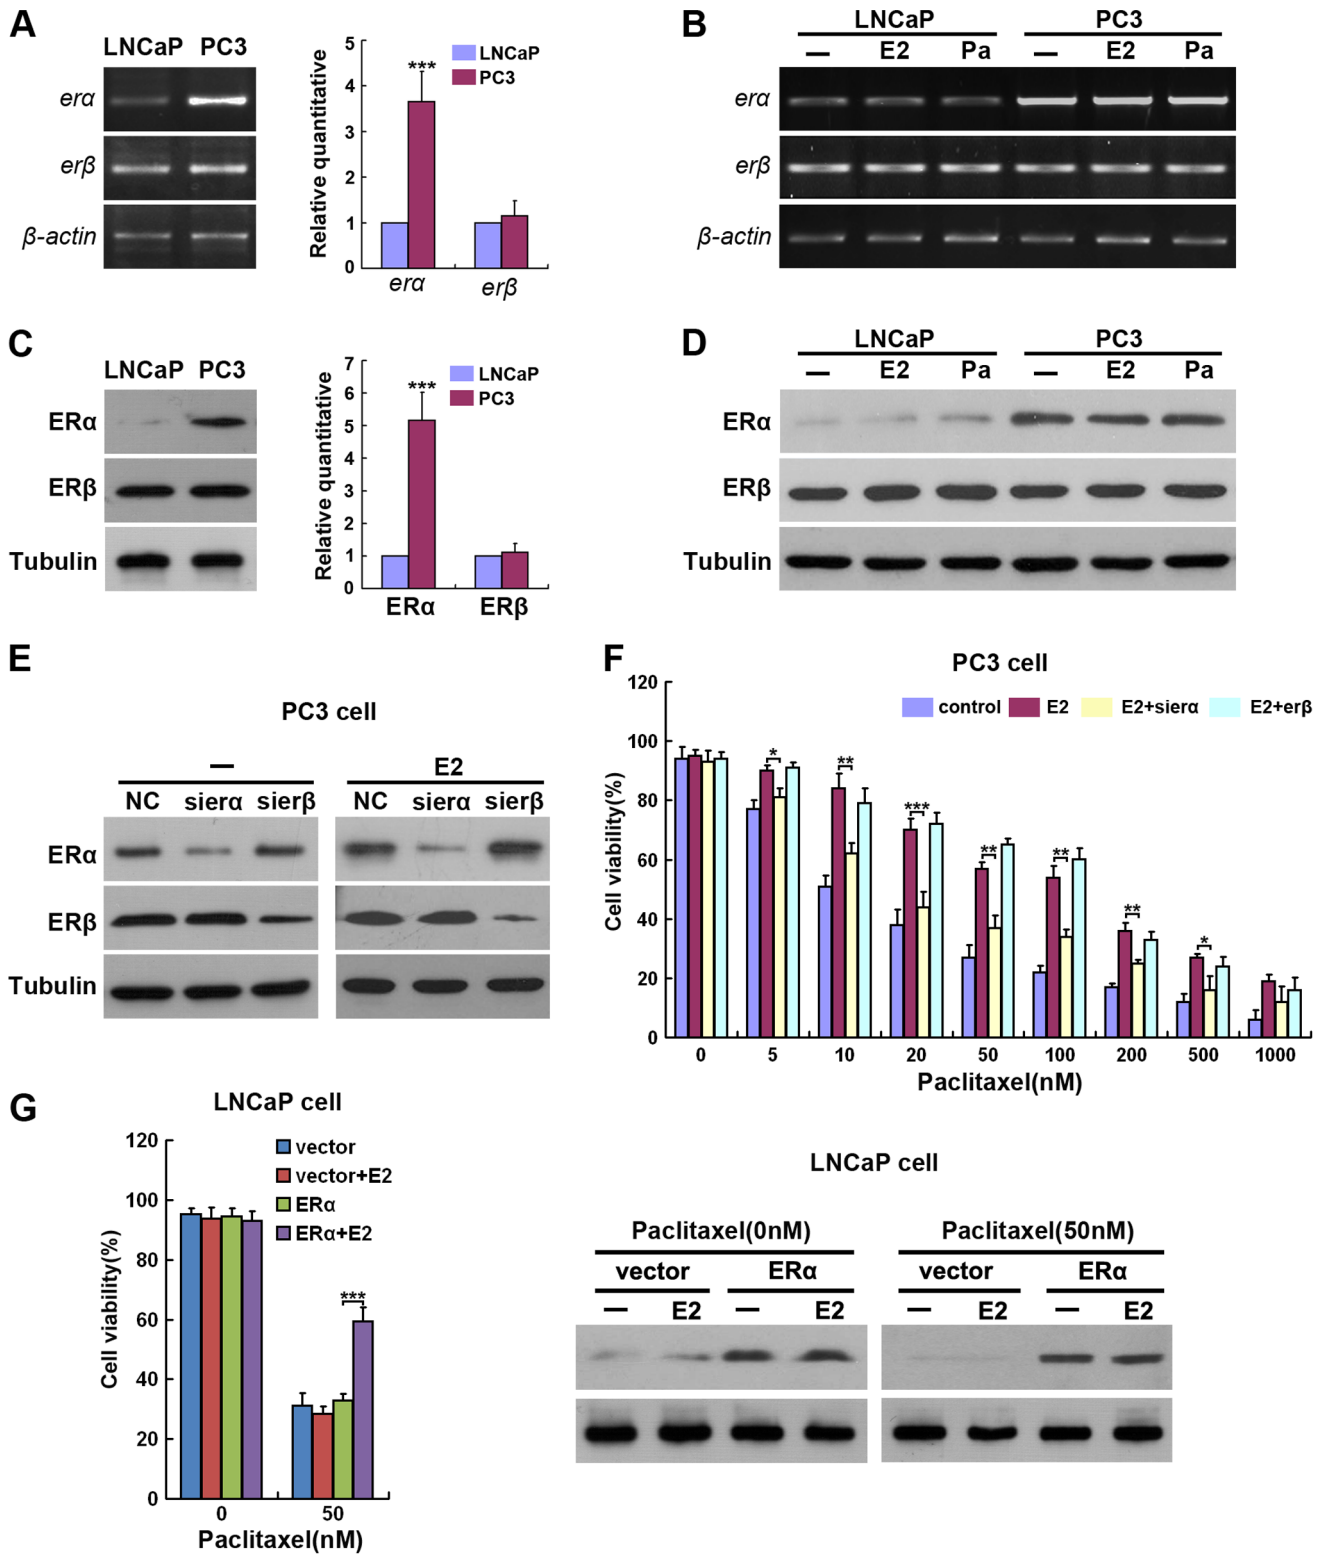 A
LNCaP PC3
erα
erβ
β-actin
Relative quantitative
5
4
3
2
1
0
***
LNCaP
PC3
erα erβ
B
LNCaP PC3
— E2 Pa — E2 Pa
erα
erβ
β-actin
C
LNCaP PC3
ERα
ERβ
Tubulin
Relative quantitative
7
6
5
4
3
2
1
0
***
LNCaP
PC3
ERα ERβ
D
LNCaP PC3
— E2 Pa — E2 Pa
ERα
ERβ
Tubulin
E
PC3 cell
— E2
NC sierα sierβ NC sierα sierβ
ERα
ERβ
Tubulin
F
PC3 cell
control E2 E2+sierα E2+erβ
Cell viability(%)
120
100
80
60
40
20
0
* ** *** ** ** ** *
0 5 10 20 50 100 200 500 1000
Paclitaxel(nM)
G
LNCaP cell
vector
vector+E2
ERα
ERα+E2
Cell viability(%)
120
100
80
60
40
20
0
***
0 50
Paclitaxel(nM)
LNCaP cell
Paclitaxel(0nM) Paclitaxel(50nM)
vector ERα vector ERα
— E2 — E2 — E2 — E2